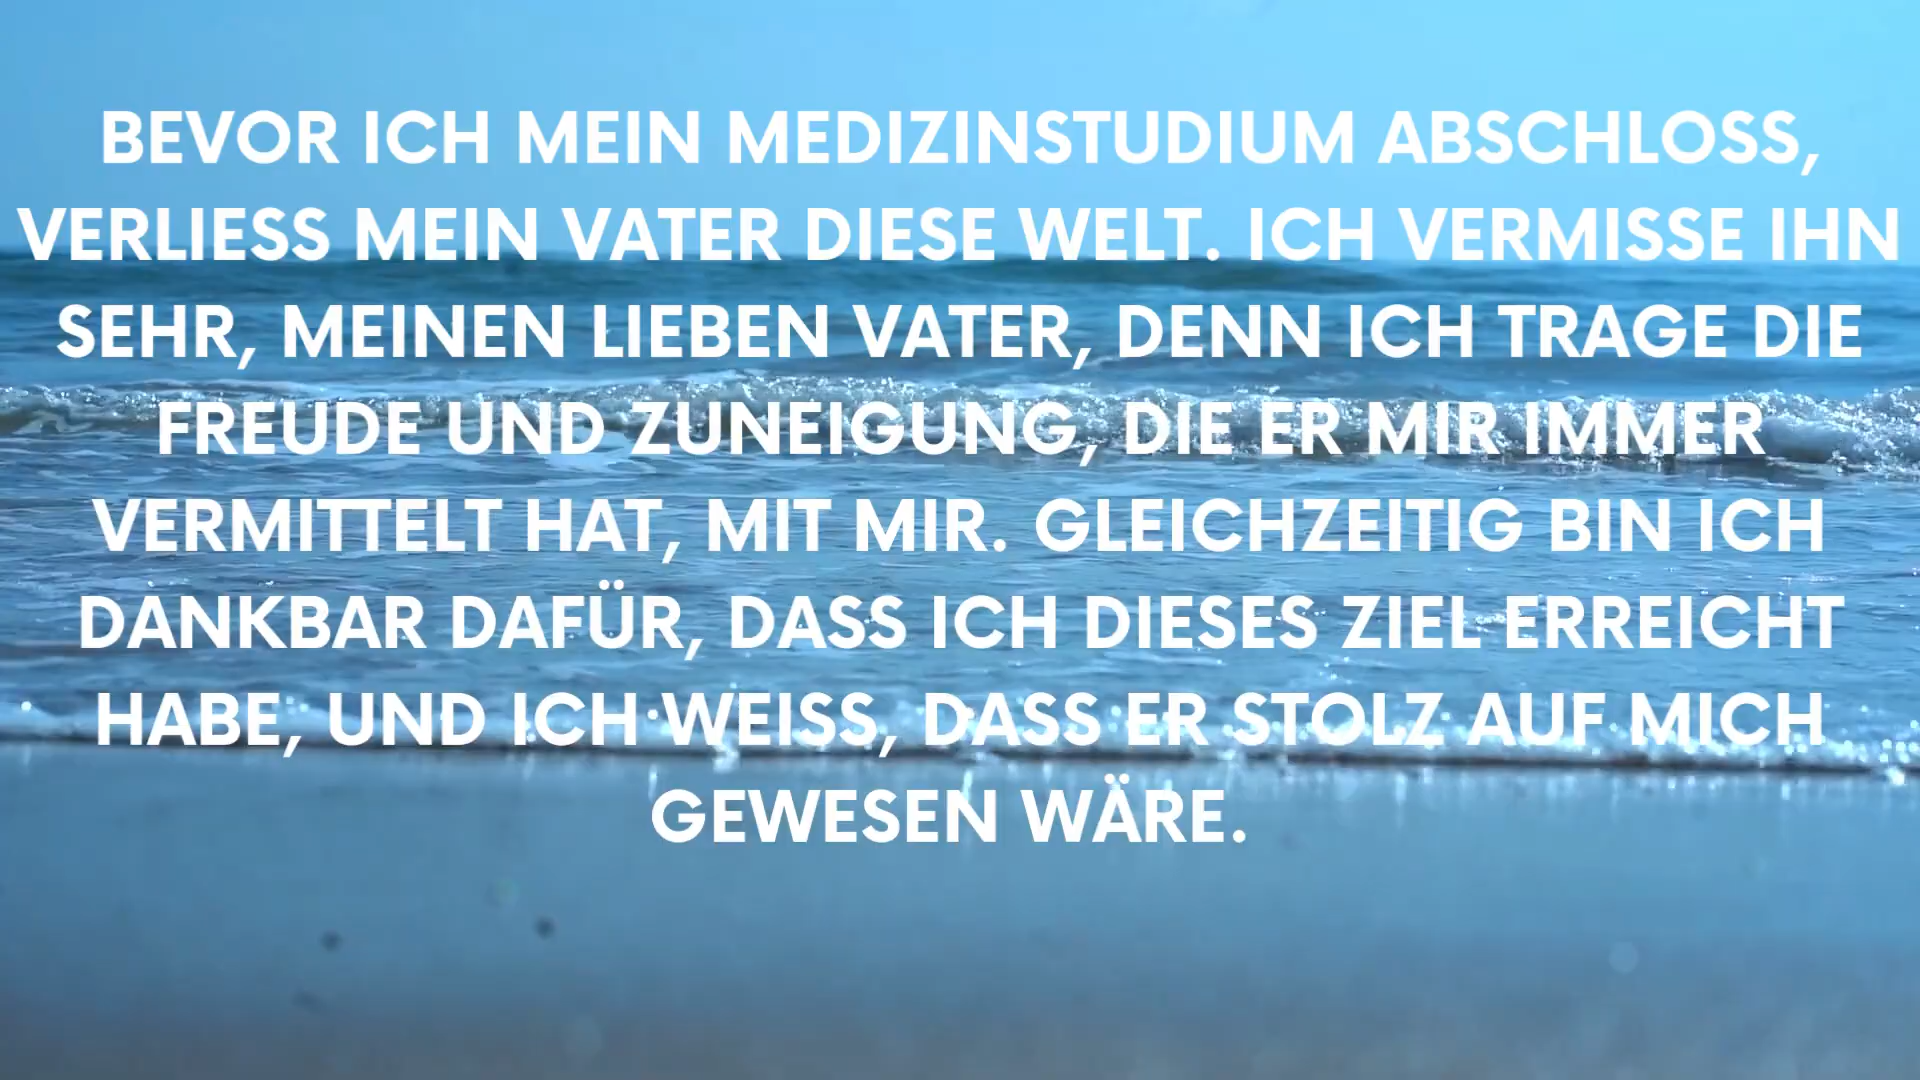 BEVOR ICH MEIN MEDIZINSTUDIUM ABSCHLOSS,
VERLIESS MEIN VATER DIESE WELT. ICH VERMISSE IHN
SEHR, MEINEN LIEBEN VATER, DENN ICH TRAGE DIE
FREUDE UND ZUNEIGUNG, DIE ER MIR IMMER
VERMITTELT HAT, MIT MIR. GLEICHZEITIG BIN ICH
DANKBAR DAFÜR, DASS ICH DIESES ZIEL ERREICHT
HABE, UND ICH WEISS, DASS ER STOLZ AUF MICH
GEWESEN WÄRE.